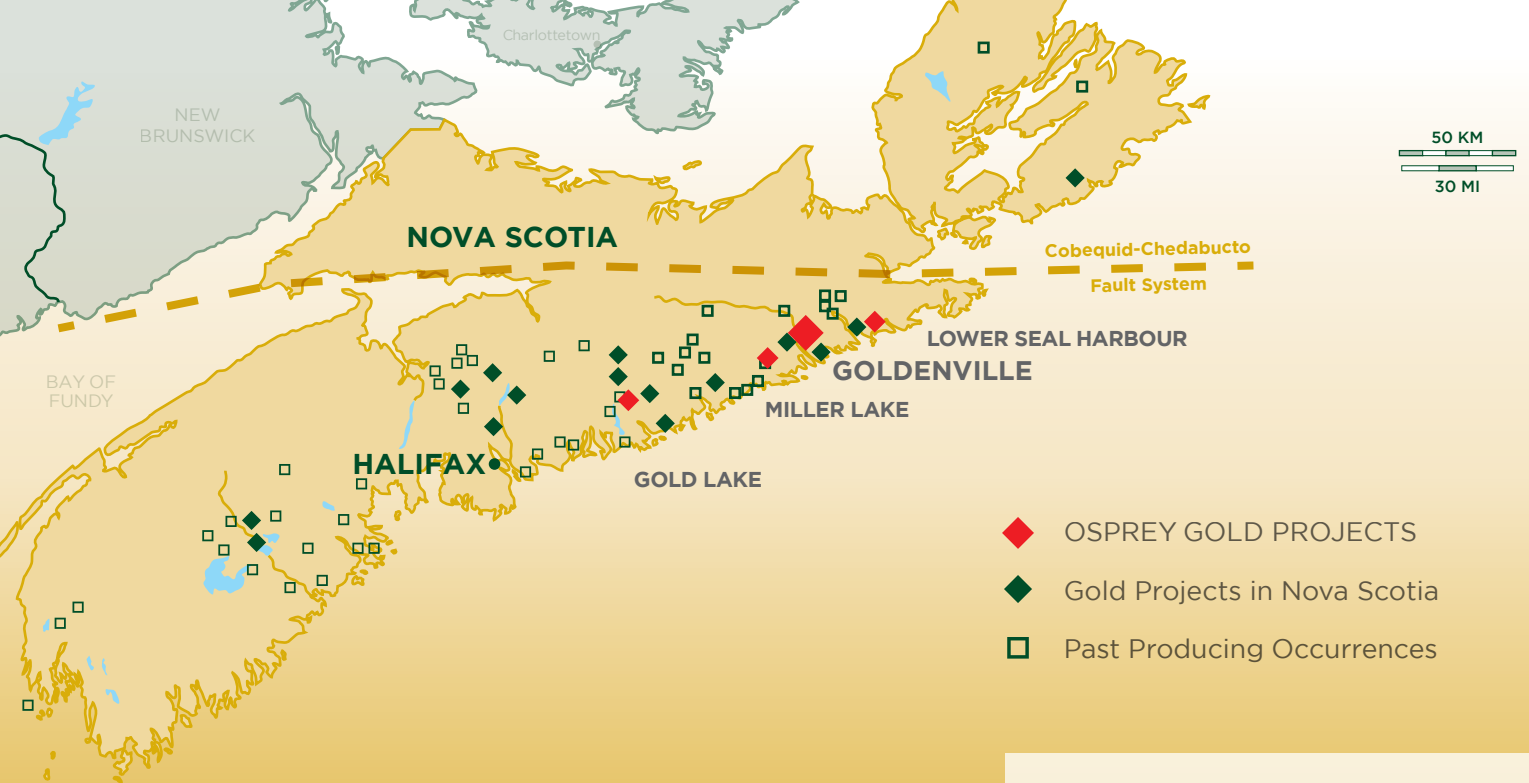 Charlottetown
NEW
BRUNSWICK
50 KM
30 MI
NOVA SCOTIA
Cobequid-Chedabucto
Fault System
LOWER SEAL HARBOUR
GOLDENVILLE
BAY OF
FUNDY
MILLER LAKE
HALIFAX
GOLD LAKE
OSPREY GOLD PROJECTS
Gold Projects in Nova Scotia
Past Producing Occurrences